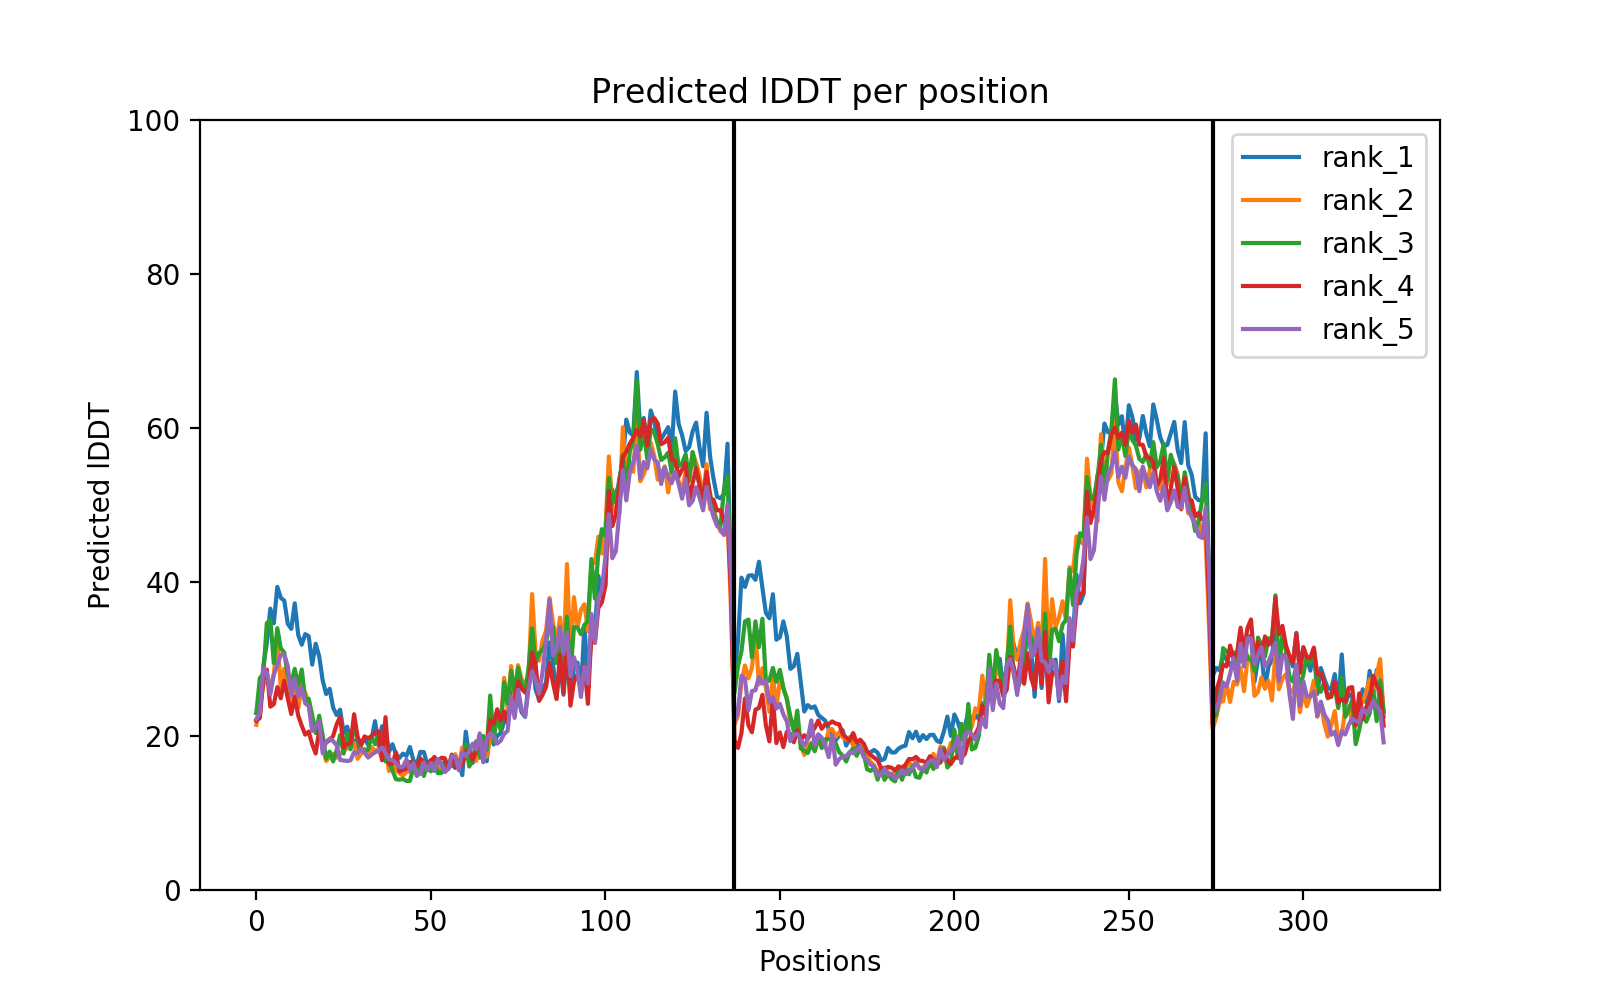 Predicted lDDT per position
100
80
60
40
20
0
Predicted lDDT
rank_1
rank_2
rank_3
rank_4
rank_5
0 50 100 150 200 250 300
Positions